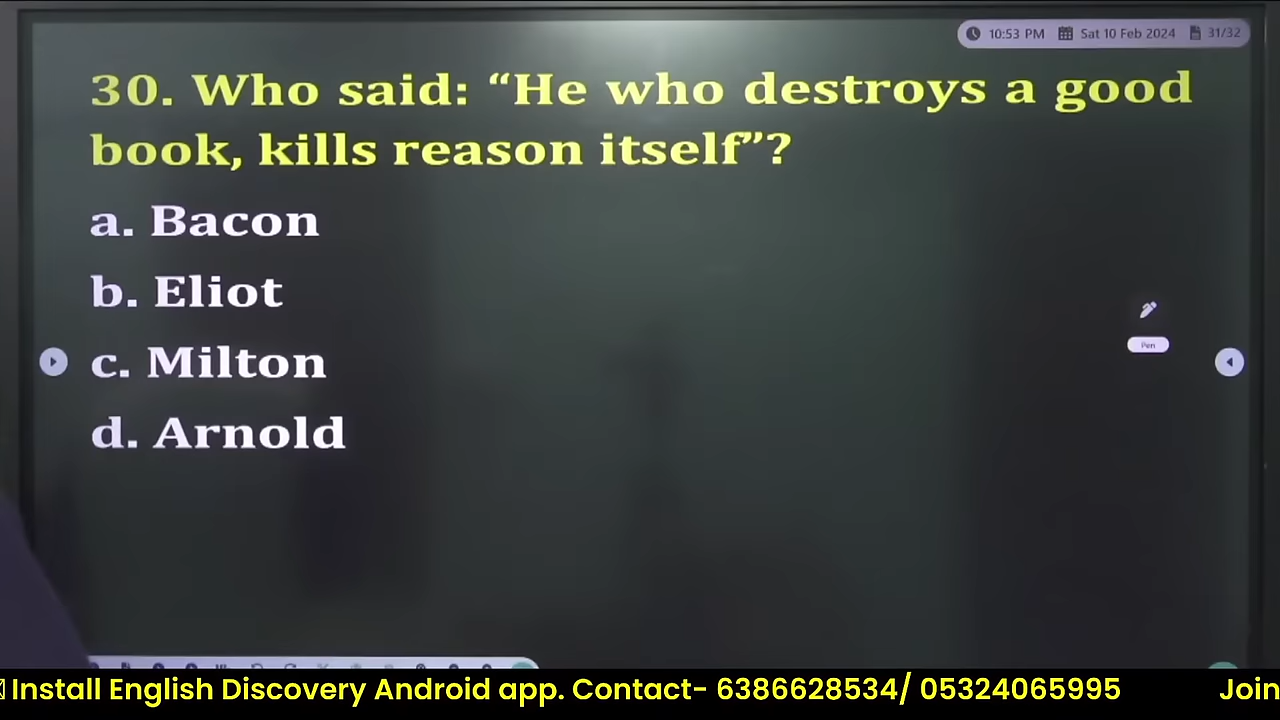 10:53 PM Sat 10 Feb 2024 31/32
30. Who said: “He who destroys a good
book, kills reason itself”?
a. Bacon
b. Eliot
c. Milton
d. Arnold
Pen
Install English Discovery Android app. Contact- 6386628534/ 05324065995 Join